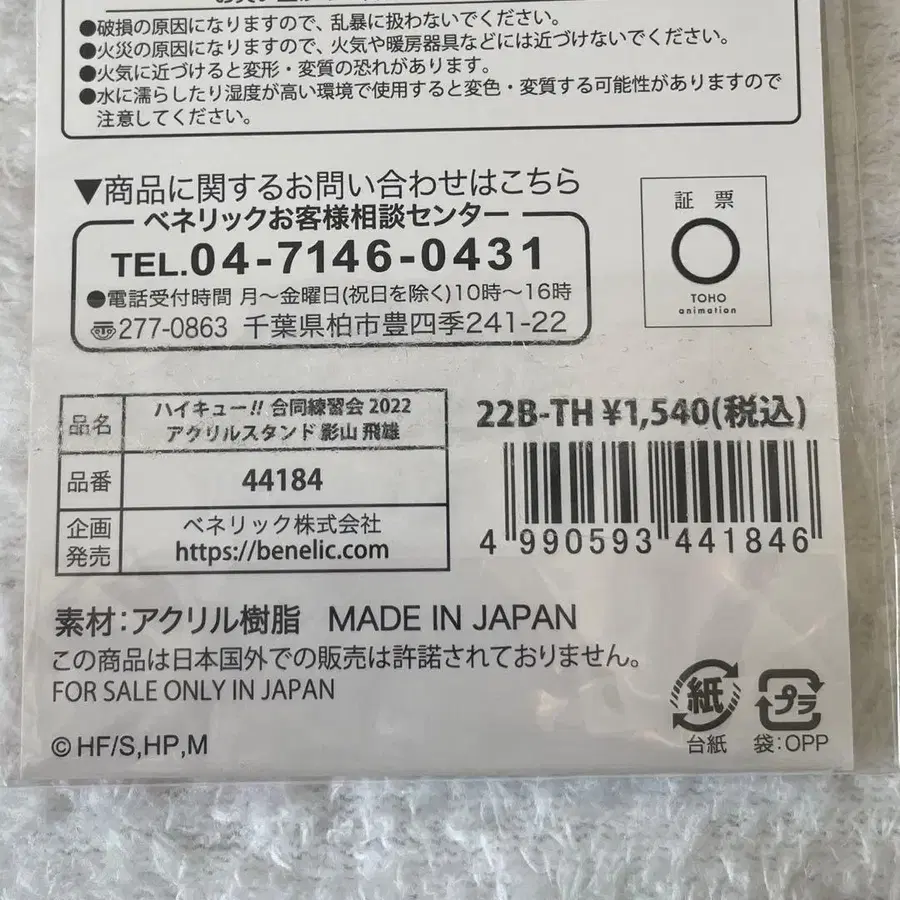 ●破損の原因になりますので、乱暴に扱わないでください。
●火災の原因になりますので、火気や暖房器具などには近づけないでください。
●火気に近づけると変形・変質の恐れがあります。
●水に濡らしたり湿度が高い環境で使用すると変色・変質する可能性がありますので
注意してください。
▼商品に関するお問い合わせはこちら
ベネリックお客様相談センター
TEL.04-7146-0431
●電話受付時間 月～金曜日(祝日を除く)10時～16時
277-0863 千葉県柏市豊四季241-22
証票
TOHO
animation
品名
ハイキュー!! 合同練習会 2022
アクリルスタンド 影山 飛雄
品番
44184
企画
発売
ベネリック株式会社
https://benelic.com
22B-TH ¥1,540(税込)
4 990593 441846
素材:アクリル樹脂 MADE IN JAPAN
この商品は日本国外での販売は許諾されておりません。
FOR SALE ONLY IN JAPAN
©HF/S,HP,M
紙
台紙
プラ
袋:OPP